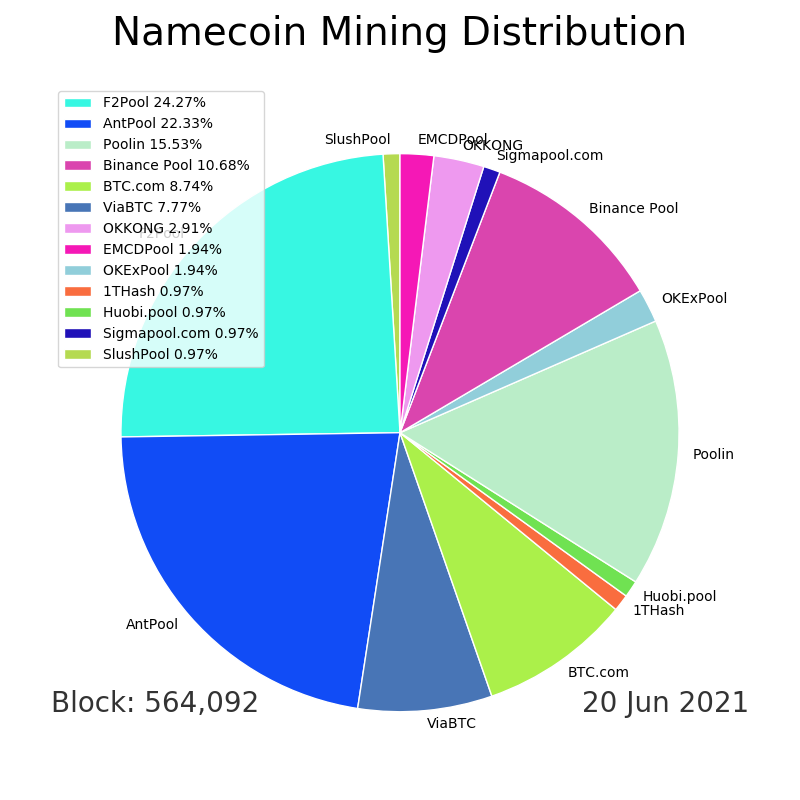 Namecoin Mining Distribution
F2Pool 24.27%
AntPool 22.33%
Poolin 15.53%
Binance Pool 10.68%
BTC.com 8.74%
ViaBTC 7.77%
OKKONG 2.91%
EMCDPool 1.94%
OKExPool 1.94%
1THash 0.97%
Huobi.pool 0.97%
Sigmapool.com 0.97%
SlushPool 0.97%
F2Pool
SlushPool
EMCDPool
OKKONG
Sigmapool.com
Binance Pool
OKExPool
Poolin
Huobi.pool
1THash
BTC.com
ViaBTC
AntPool
Block: 564,092
20 Jun 2021